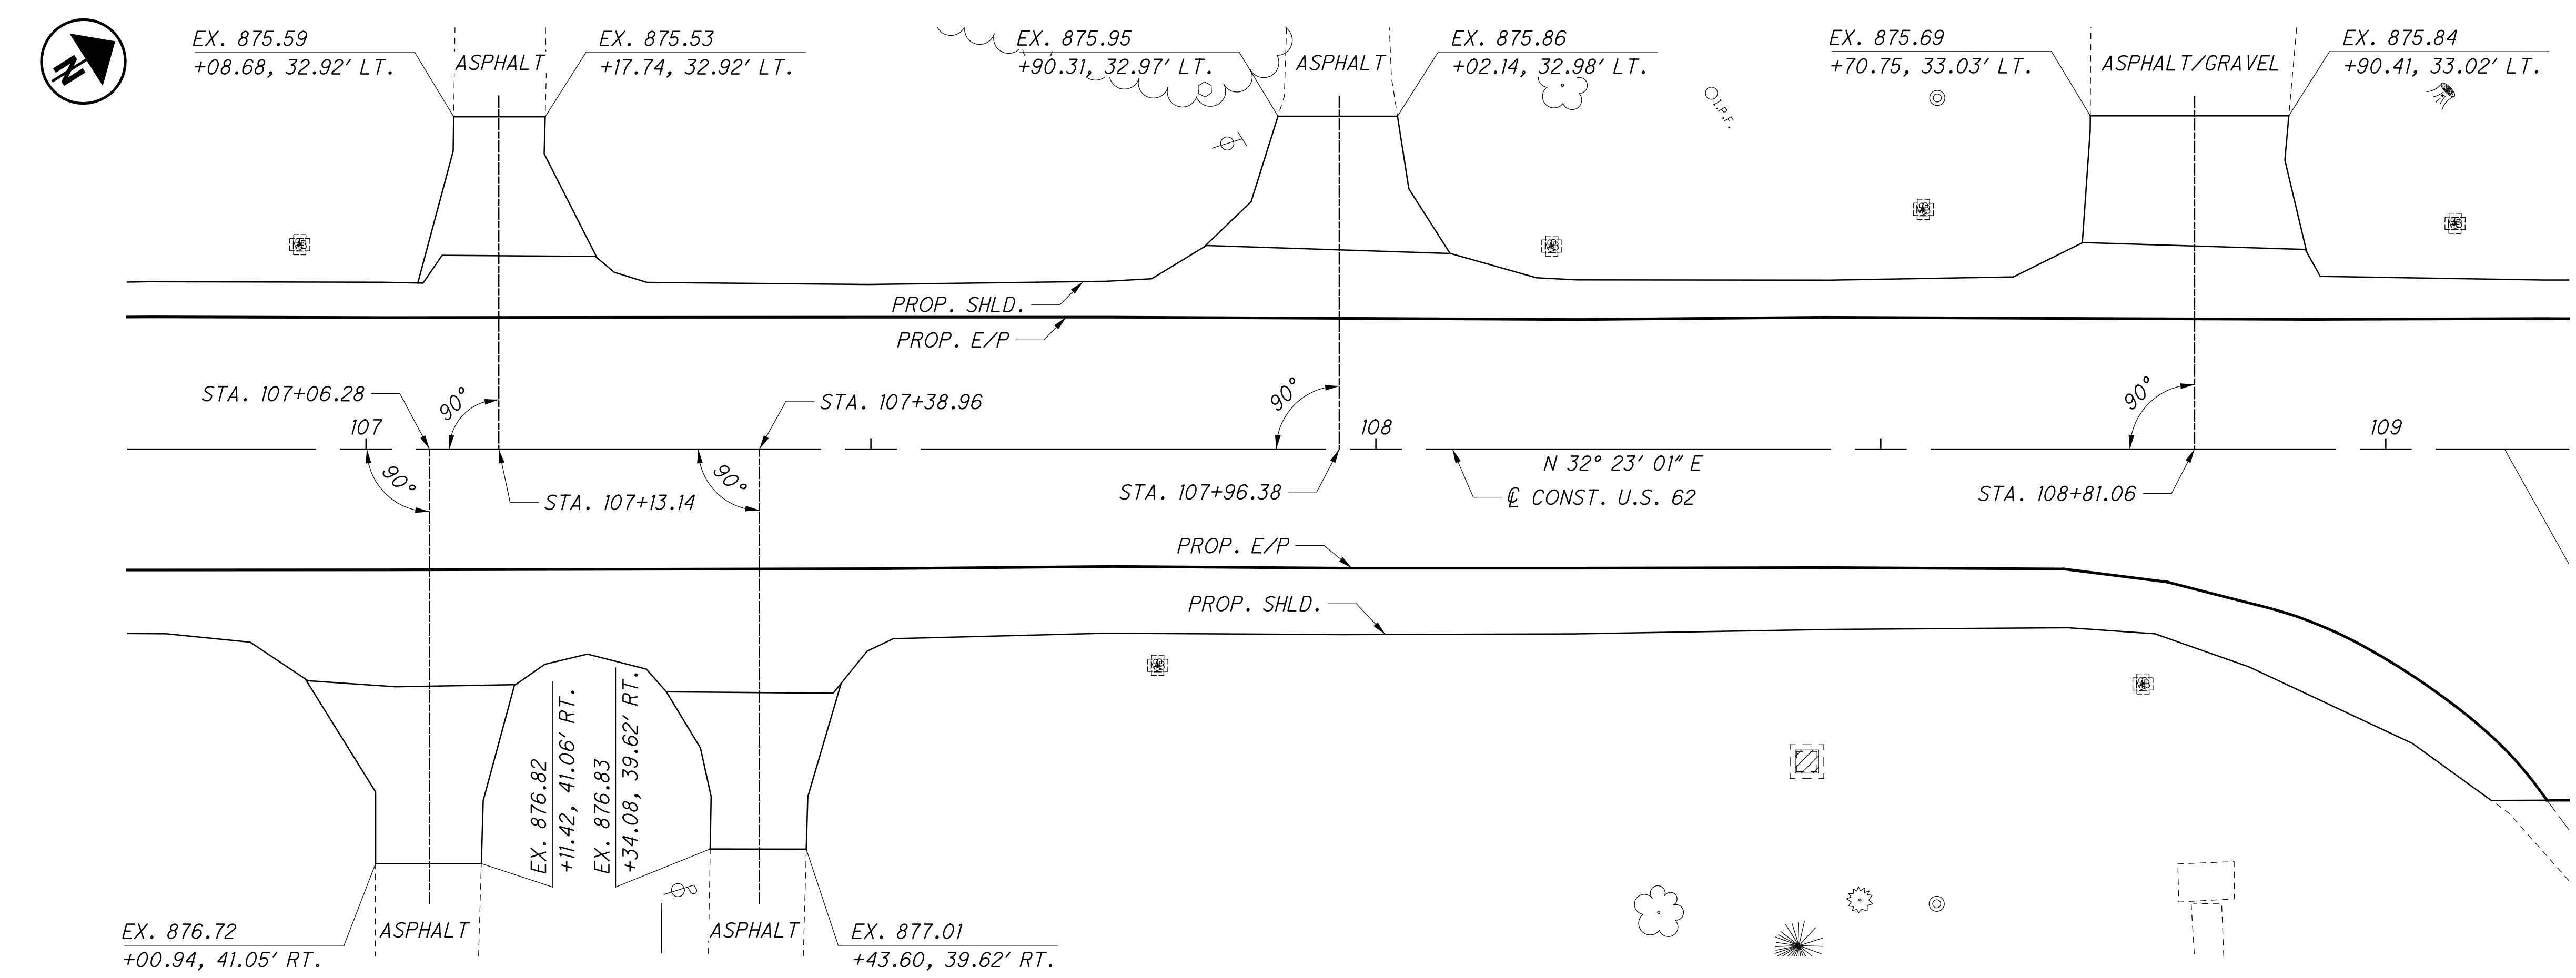 N
EX. 875.59
+08.68, 32.92' LT.
ASPHALT
EX. 875.53
+17.74, 32.92' LT.
EX. 875.95
+90.31, 32.97' LT.
ASPHALT
EX. 875.86
+02.14, 32.98' LT.
I.P.F.
EX. 875.69
+70.75, 33.03' LT.
ASPHALT/GRAVEL
EX. 875.84
+90.41, 33.02' LT.
MB
MB
MB
MB
PROP. SHLD.
PROP. E/P
STA. 107+06.28
90°
STA. 107+38.96
90°
90°
107
108
109
90°
90°
STA. 107+13.14
STA. 107+96.38
N 32° 23' 01" E
℄ CONST. U.S. 62
STA. 108+81.06
PROP. E/P
PROP. SHLD.
MB
MB
EX. 876.82
+11.42, 41.06' RT.
EX. 876.83
+34.08, 39.62' RT.
EX. 876.72
+00.94, 41.05' RT.
ASPHALT
ASPHALT
EX. 877.01
+43.60, 39.62' RT.